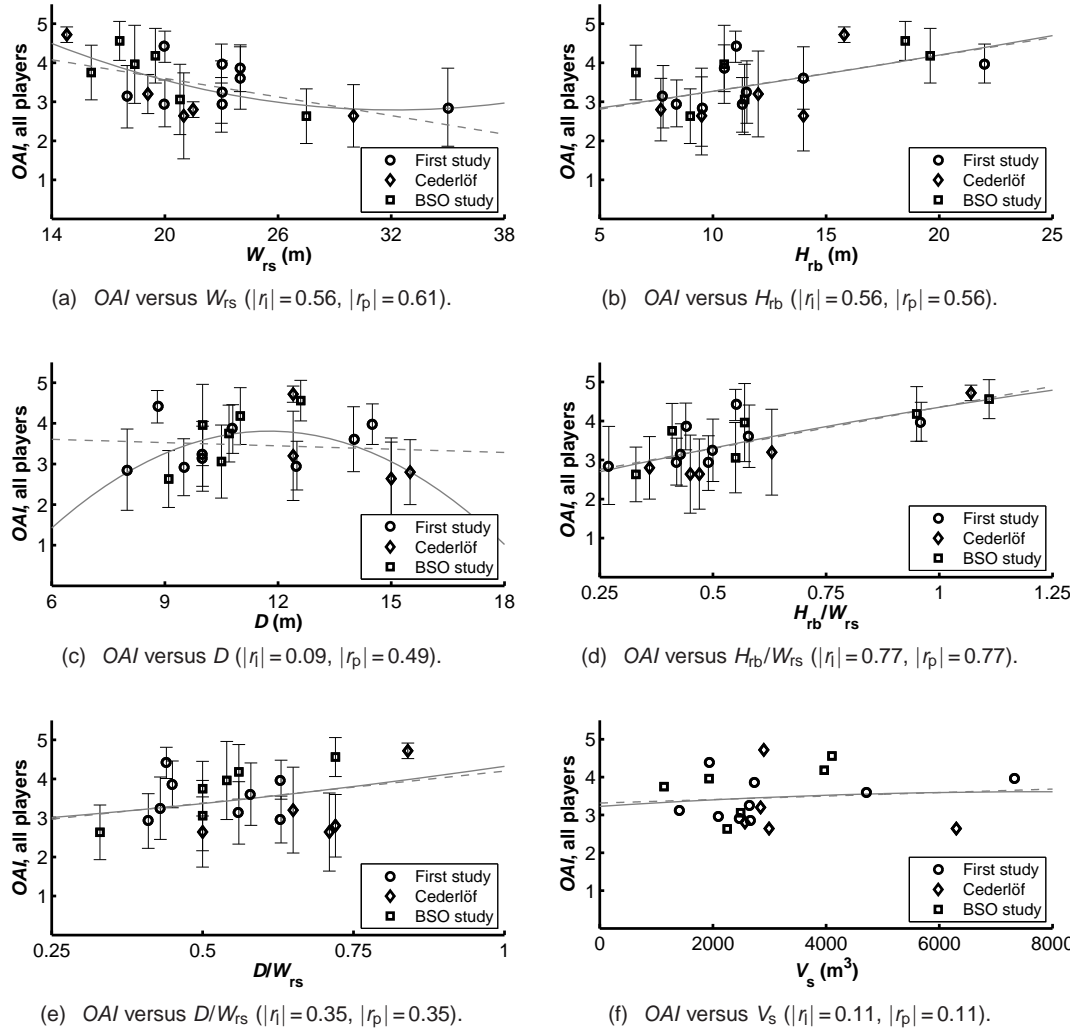 OAI, all players
5
4
3
2
1
First study
Cederlöf
BSO study
14 20 26 32 38
W_rs (m)
(a) OAI versus W_rs (|r_l| = 0.56, |r_p| = 0.61).
OAI, all players
5
4
3
2
1
First study
Cederlöf
BSO study
5 10 15 20 25
H_rb (m)
(b) OAI versus H_rb (|r_l| = 0.56, |r_p| = 0.56).
OAI, all players
5
4
3
2
1
First study
Cederlöf
BSO study
6 9 12 15 18
D (m)
(c) OAI versus D (|r_l| = 0.09, |r_p| = 0.49).
OAI, all players
5
4
3
2
1
First study
Cederlöf
BSO study
0.25 0.5 0.75 1 1.25
H_rb/W_rs
(d) OAI versus H_rb/W_rs (|r_l| = 0.77, |r_p| = 0.77).
OAI, all players
5
4
3
2
1
First study
Cederlöf
BSO study
0.25 0.5 0.75 1
D/W_rs
(e) OAI versus D/W_rs (|r_l| = 0.35, |r_p| = 0.35).
OAI, all players
5
4
3
2
1
First study
Cederlöf
BSO study
0 2000 4000 6000 8000
V_s (m³)
(f) OAI versus V_s (|r_l| = 0.11, |r_p| = 0.11).